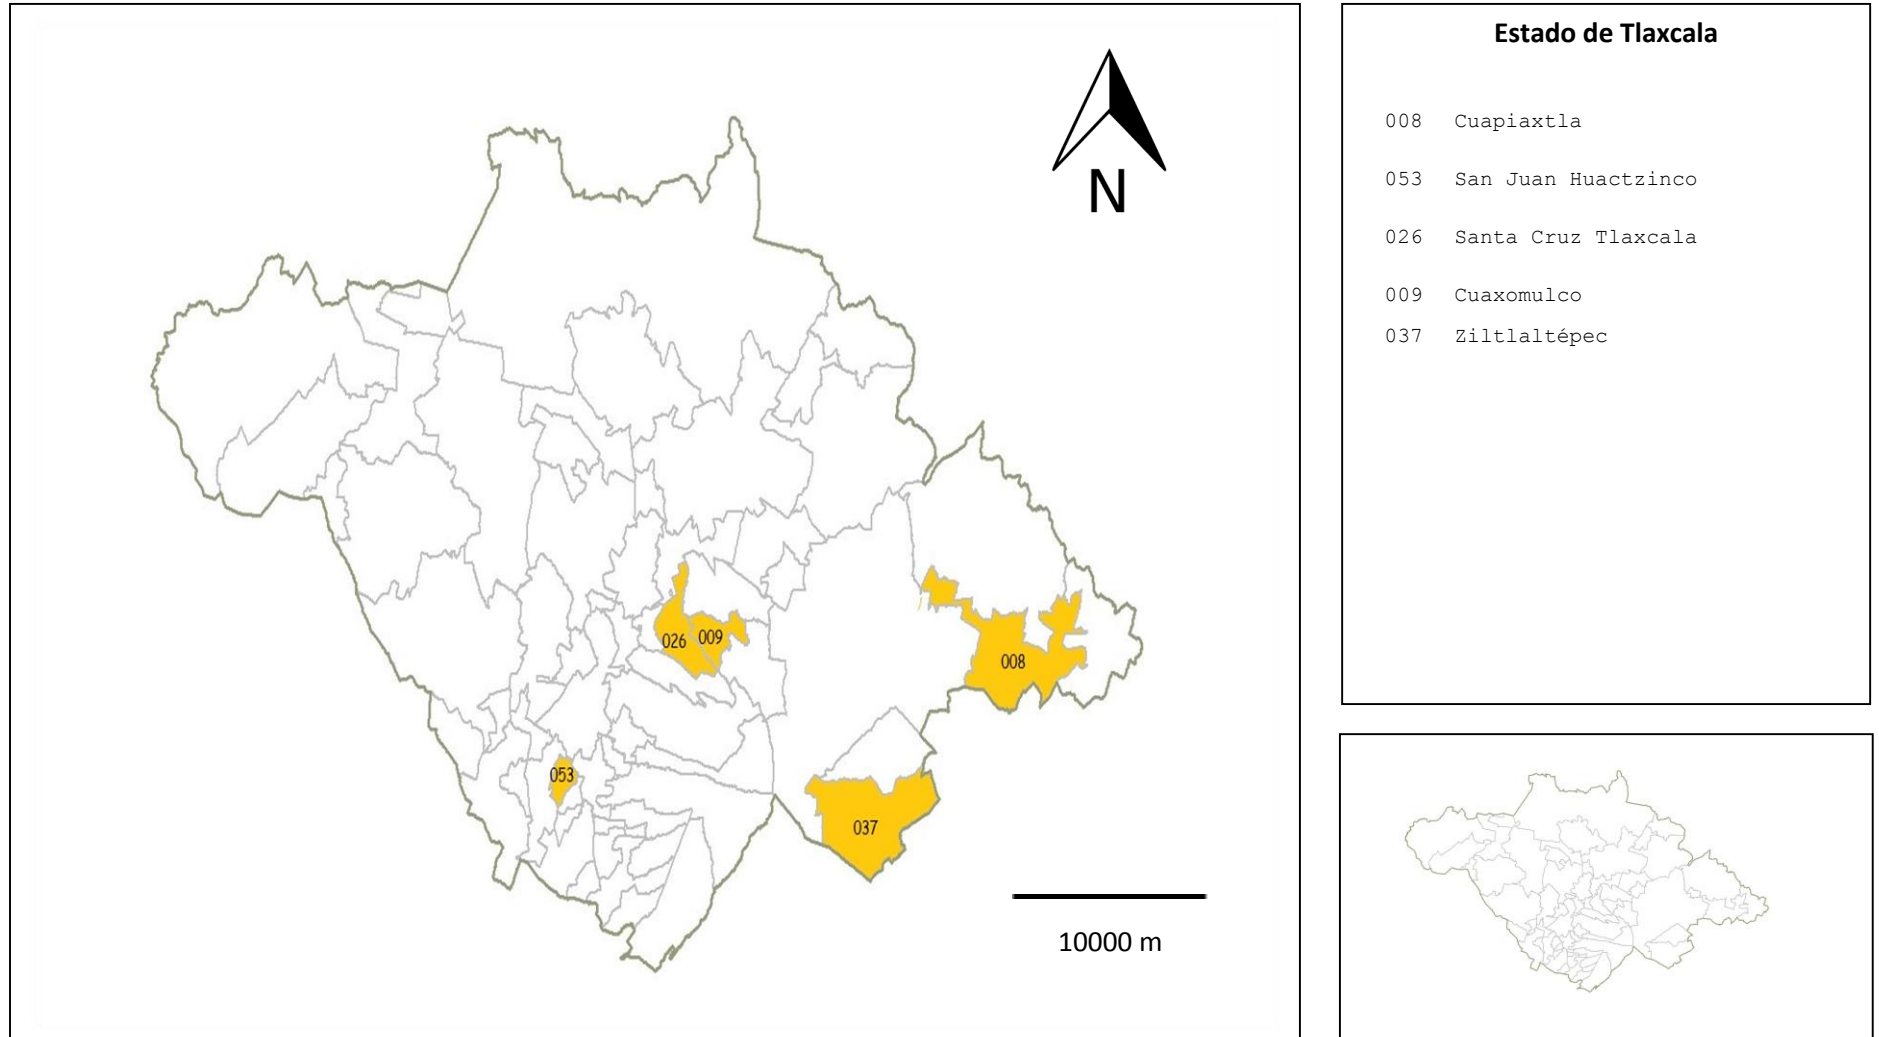 Estado de Tlaxcala
008 Cuapiaxtla
053 San Juan Huactzinco
026 Santa Cruz Tlaxcala
009 Cuaxomulco
037 Ziltlaltépec
N
026 009
008
053
037
10000 m